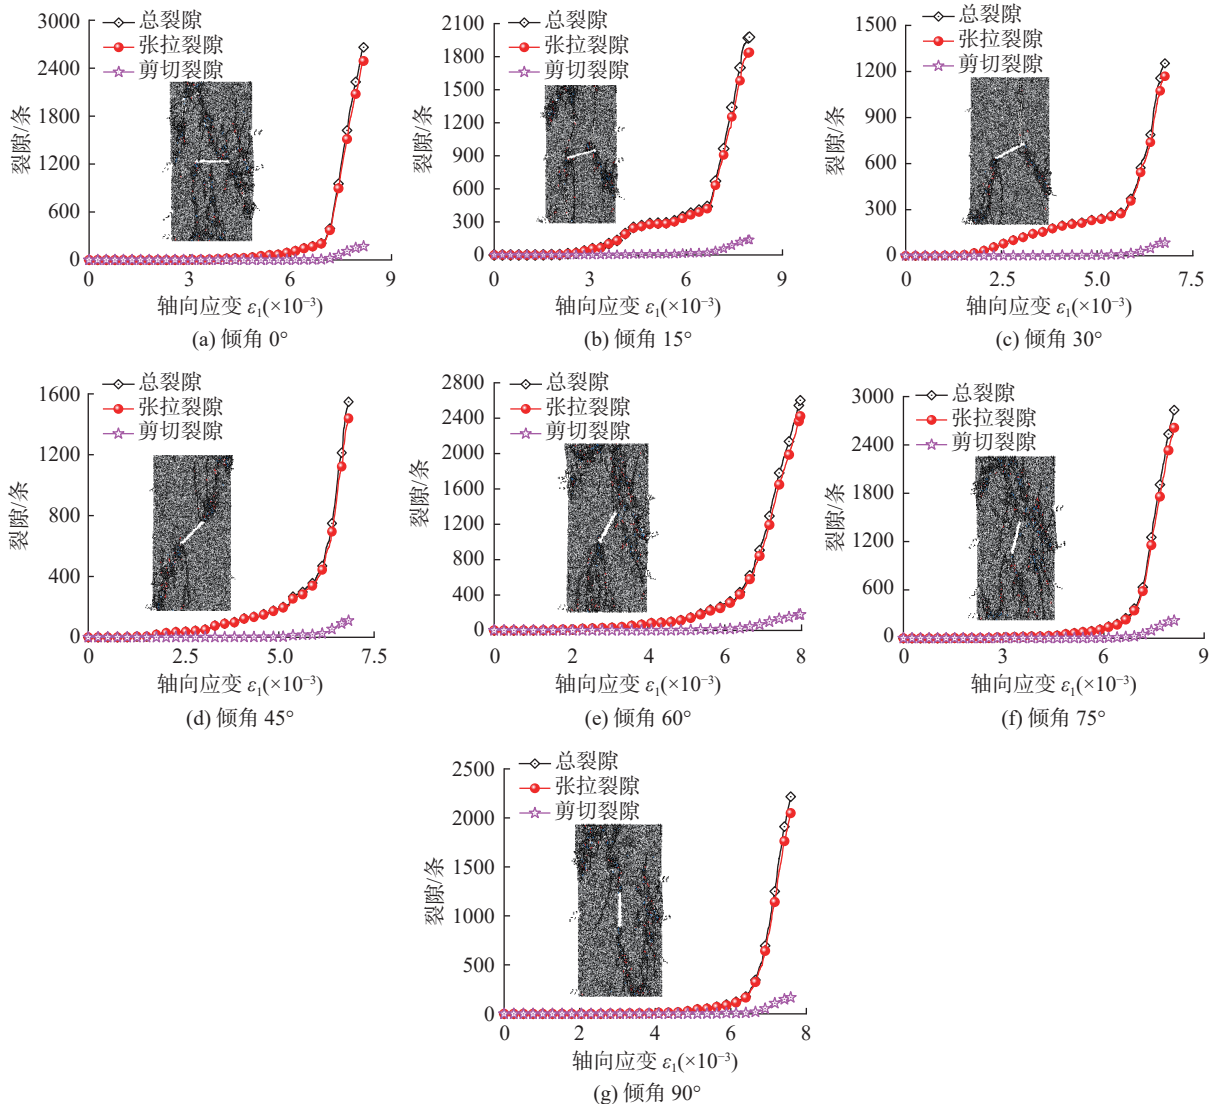 3000
2400
1800
1200
600
0
裂隙/条
总裂隙
张拉裂隙
剪切裂隙
0 3 6 9
轴向应变 ε₁(×10⁻³)
(a) 倾角 0°
2100
1800
1500
1200
900
600
300
0
裂隙/条
总裂隙
张拉裂隙
剪切裂隙
0 3 6 9
轴向应变 ε₁(×10⁻³)
(b) 倾角 15°
1500
1200
900
600
300
0
裂隙/条
总裂隙
张拉裂隙
剪切裂隙
0 2.5 5.0 7.5
轴向应变 ε₁(×10⁻³)
(c) 倾角 30°
1600
1200
800
400
0
裂隙/条
总裂隙
张拉裂隙
剪切裂隙
0 2.5 5.0 7.5
轴向应变 ε₁(×10⁻³)
(d) 倾角 45°
2800
2400
2000
1600
1200
800
400
0
裂隙/条
总裂隙
张拉裂隙
剪切裂隙
0 2 4 6 8
轴向应变 ε₁(×10⁻³)
(e) 倾角 60°
3000
2400
1800
1200
600
0
裂隙/条
总裂隙
张拉裂隙
剪切裂隙
0 3 6 9
轴向应变 ε₁(×10⁻³)
(f) 倾角 75°
2500
2000
1500
1000
500
0
裂隙/条
总裂隙
张拉裂隙
剪切裂隙
0 2 4 6 8
轴向应变 ε₁(×10⁻³)
(g) 倾角 90°